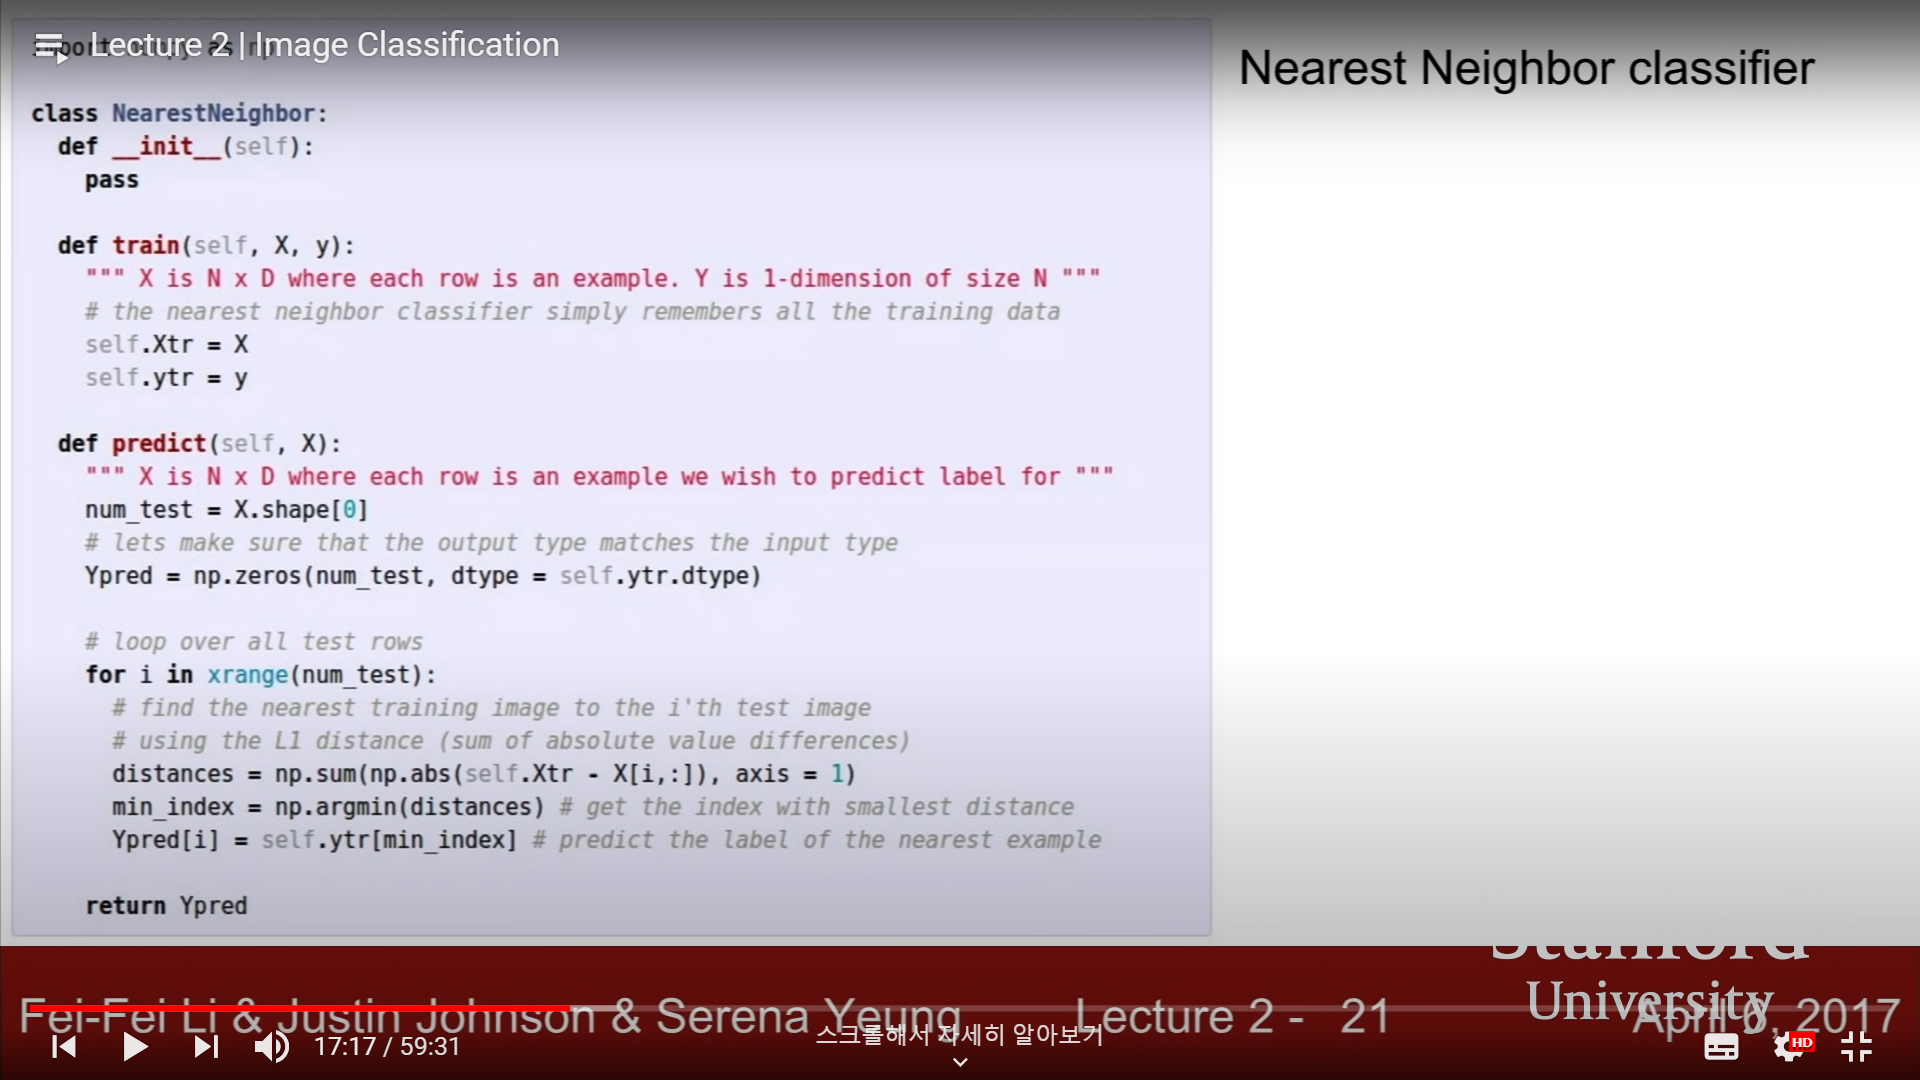 Lecture 2 | Image Classification
import numpy as np
Nearest Neighbor classifier
class NearestNeighbor:
def __init__(self):
pass
def train(self, X, y):
""" X is N x D where each row is an example. Y is 1-dimension of size N """
# the nearest neighbor classifier simply remembers all the training data
self.Xtr = X
self.ytr = y
def predict(self, X):
""" X is N x D where each row is an example we wish to predict label for """
num_test = X.shape[0]
# lets make sure that the output type matches the input type
Ypred = np.zeros(num_test, dtype = self.ytr.dtype)
# loop over all test rows
for i in xrange(num_test):
# find the nearest training image to the i'th test image
# using the L1 distance (sum of absolute value differences)
distances = np.sum(np.abs(self.Xtr - X[i,:]), axis = 1)
min_index = np.argmin(distances) # get the index with smallest distance
Ypred[i] = self.ytr[min_index] # predict the label of the nearest example
return Ypred
Stanford
University
Fei-Fei Li & Justin Johnson & Serena Yeung Lecture 2 - 21 April 6, 2017
스크롤해서 자세히 알아보기
17:17 / 59:31
HD